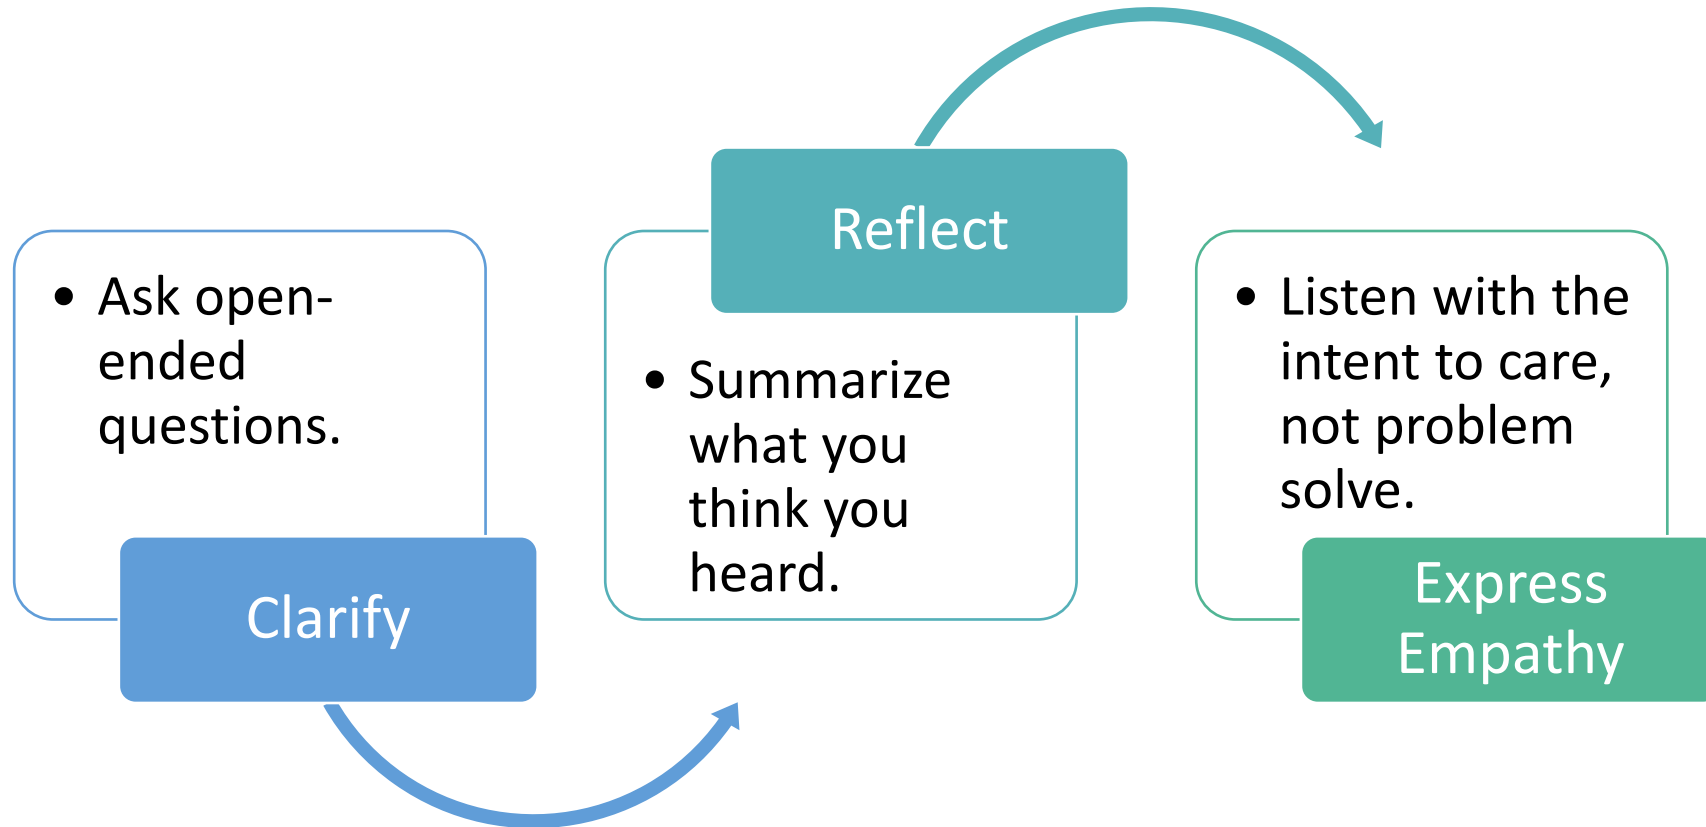 • Ask open-
ended
questions.
Clarify
Reflect
• Summarize
what you
think you
heard.
• Listen with the
intent to care,
not problem
solve.
Express
Empathy